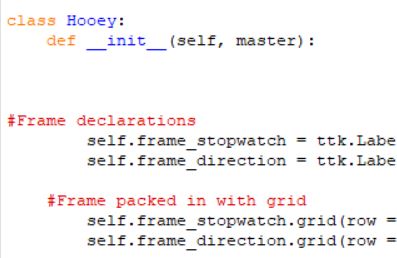 class Hooey:
    def __init__(self, master):
#Frame declarations
        self.frame_stopwatch = ttk.Labe
        self.frame_direction = ttk.Labe
    #Frame packed in with grid
        self.frame_stopwatch.grid(row =
        self.frame_direction.grid(row =